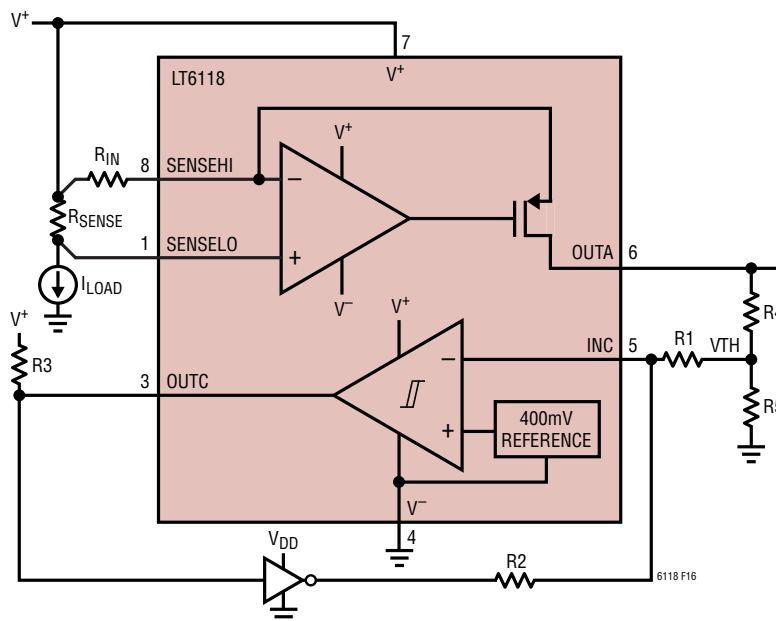 V+
7
V+
LT6118
RIN
8
SENSEHI
V+
−
RSENSE
1
SENSELO
+
OUTA
6
ILOAD
V−
V+
V+
R3
INC
5
R1
VTH
−
3
OUTC
400mV
REFERENCE
+
V−
4
VDD
R2
6118 F16